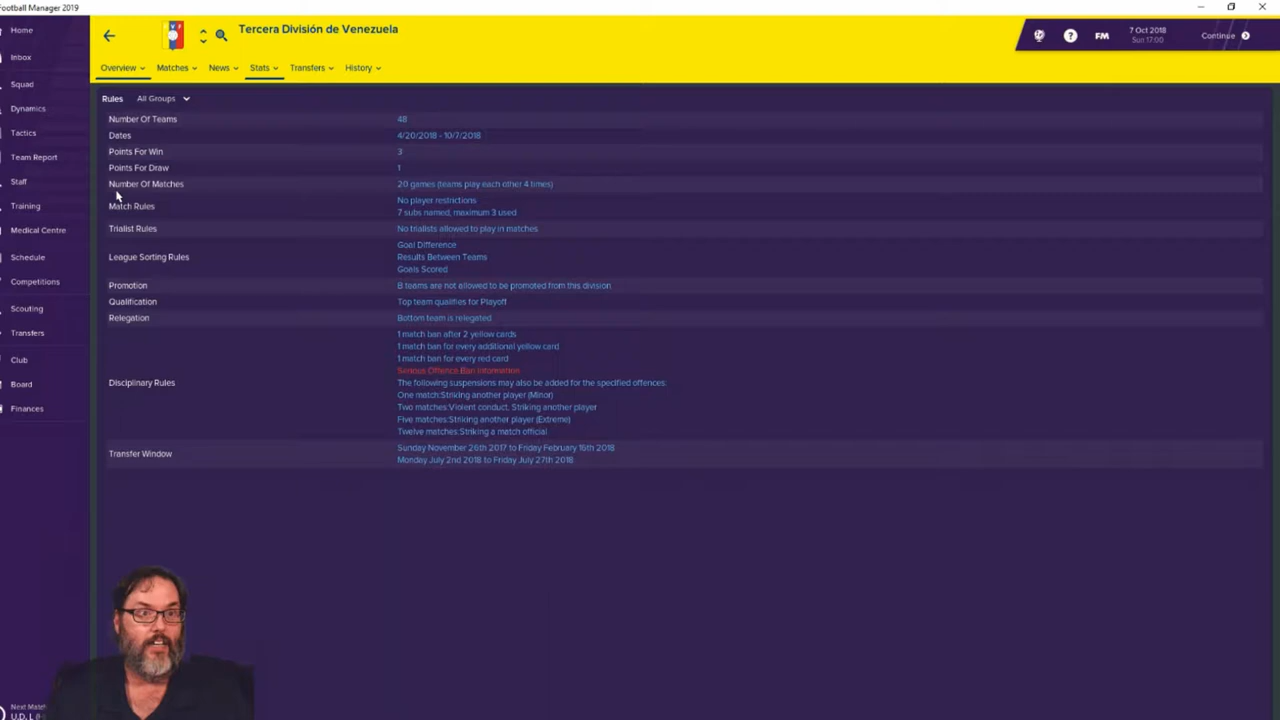 Football Manager 2019
Home
Inbox
Squad
Dynamics
Tactics
Team Report
Staff
Training
Medical Centre
Schedule
Competitions
Scouting
Transfers
Club
Board
Finances
Tercera División de Venezuela
7 Oct 2018
Sun 17:00
FM
Continue
Overview
Matches
News
Stats
Transfers
History
Rules All Groups
Number Of Teams 48
Dates 4/20/2018 - 10/7/2018
Points For Win 3
Points For Draw 1
Number Of Matches 20 games (teams play each other 4 times)
Match Rules No player restrictions
7 subs named, maximum 3 used
Trialist Rules No trialists allowed to play in matches
League Sorting Rules Goal Difference
Results Between Teams
Goals Scored
Promotion B teams are not allowed to be promoted from this division
Qualification Top team qualifies for Playoff
Relegation Bottom team is relegated
Disciplinary Rules 1 match ban after 2 yellow cards
1 match ban for every additional yellow card
1 match ban for every red card
Serious Offence Ban Information
The following suspensions may also be added for the specified offences:
One match:Striking another player (Minor)
Two matches:Violent conduct, Striking another player
Five matches:Striking another player (Extreme)
Twelve matches:Striking a match official
Transfer Window Sunday November 26th 2017 to Friday February 16th 2018
Monday July 2nd 2018 to Friday July 27th 2018
Next Matc